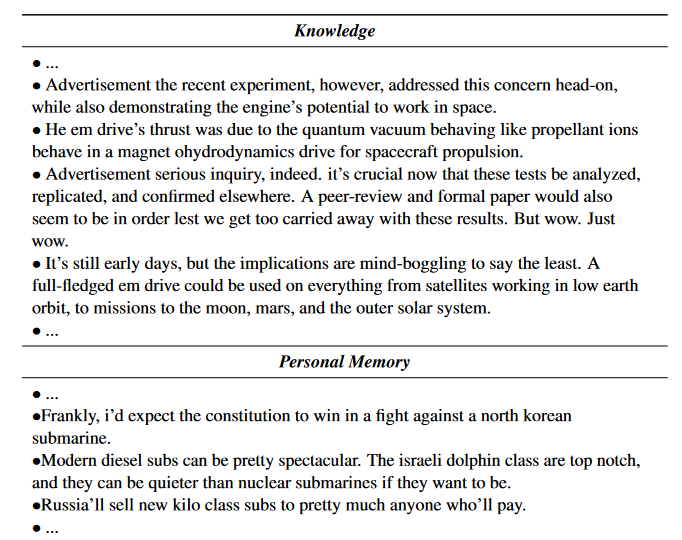 Knowledge
● ...
● Advertisement the recent experiment, however, addressed this concern head-on,
while also demonstrating the engine's potential to work in space.
● He em drive's thrust was due to the quantum vacuum behaving like propellant ions
behave in a magnet ohydrodynamics drive for spacecraft propulsion.
● Advertisement serious inquiry, indeed. it's crucial now that these tests be analyzed,
replicated, and confirmed elsewhere. A peer-review and formal paper would also
seem to be in order lest we get too carried away with these results. But wow. Just
wow.
● It's still early days, but the implications are mind-boggling to say the least. A
full-fledged em drive could be used on everything from satellites working in low earth
orbit, to missions to the moon, mars, and the outer solar system.
● ...
Personal Memory
● ...
●Frankly, i'd expect the constitution to win in a fight against a north korean
submarine.
●Modern diesel subs can be pretty spectacular. The israeli dolphin class are top notch,
and they can be quieter than nuclear submarines if they want to be.
●Russia'll sell new kilo class subs to pretty much anyone who'll pay.
● ...